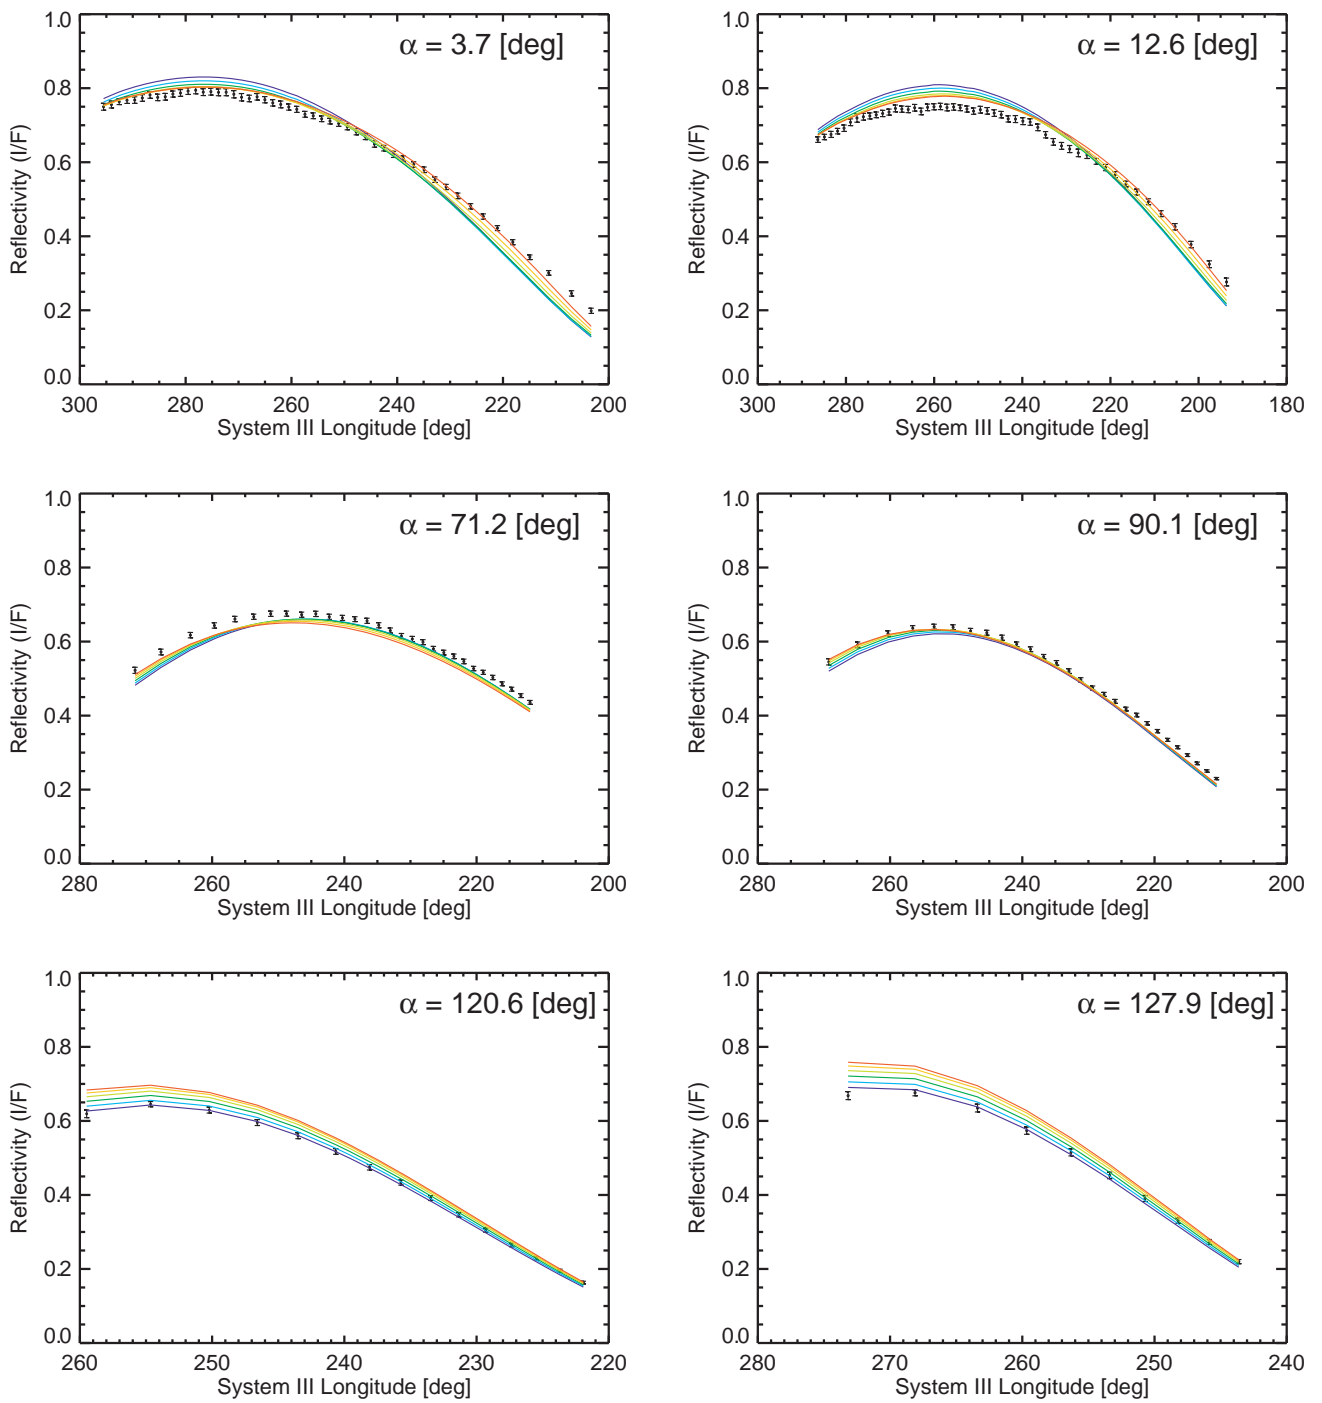 α = 3.7 [deg]
1.0
0.8
0.6
0.4
0.2
0.0
Reflectivity (I/F)
300 280 260 240 220 200
System III Longitude [deg]
α = 12.6 [deg]
1.0
0.8
0.6
0.4
0.2
0.0
Reflectivity (I/F)
280 260 240 220 200 180
System III Longitude [deg]
α = 71.2 [deg]
1.0
0.8
0.6
0.4
0.2
0.0
Reflectivity (I/F)
280 260 240 220 200
System III Longitude [deg]
α = 90.1 [deg]
1.0
0.8
0.6
0.4
0.2
0.0
Reflectivity (I/F)
280 260 240 220 200
System III Longitude [deg]
α = 120.6 [deg]
1.0
0.8
0.6
0.4
0.2
0.0
Reflectivity (I/F)
260 250 240 230 220
System III Longitude [deg]
α = 127.9 [deg]
1.0
0.8
0.6
0.4
0.2
0.0
Reflectivity (I/F)
280 270 260 250 240
System III Longitude [deg]